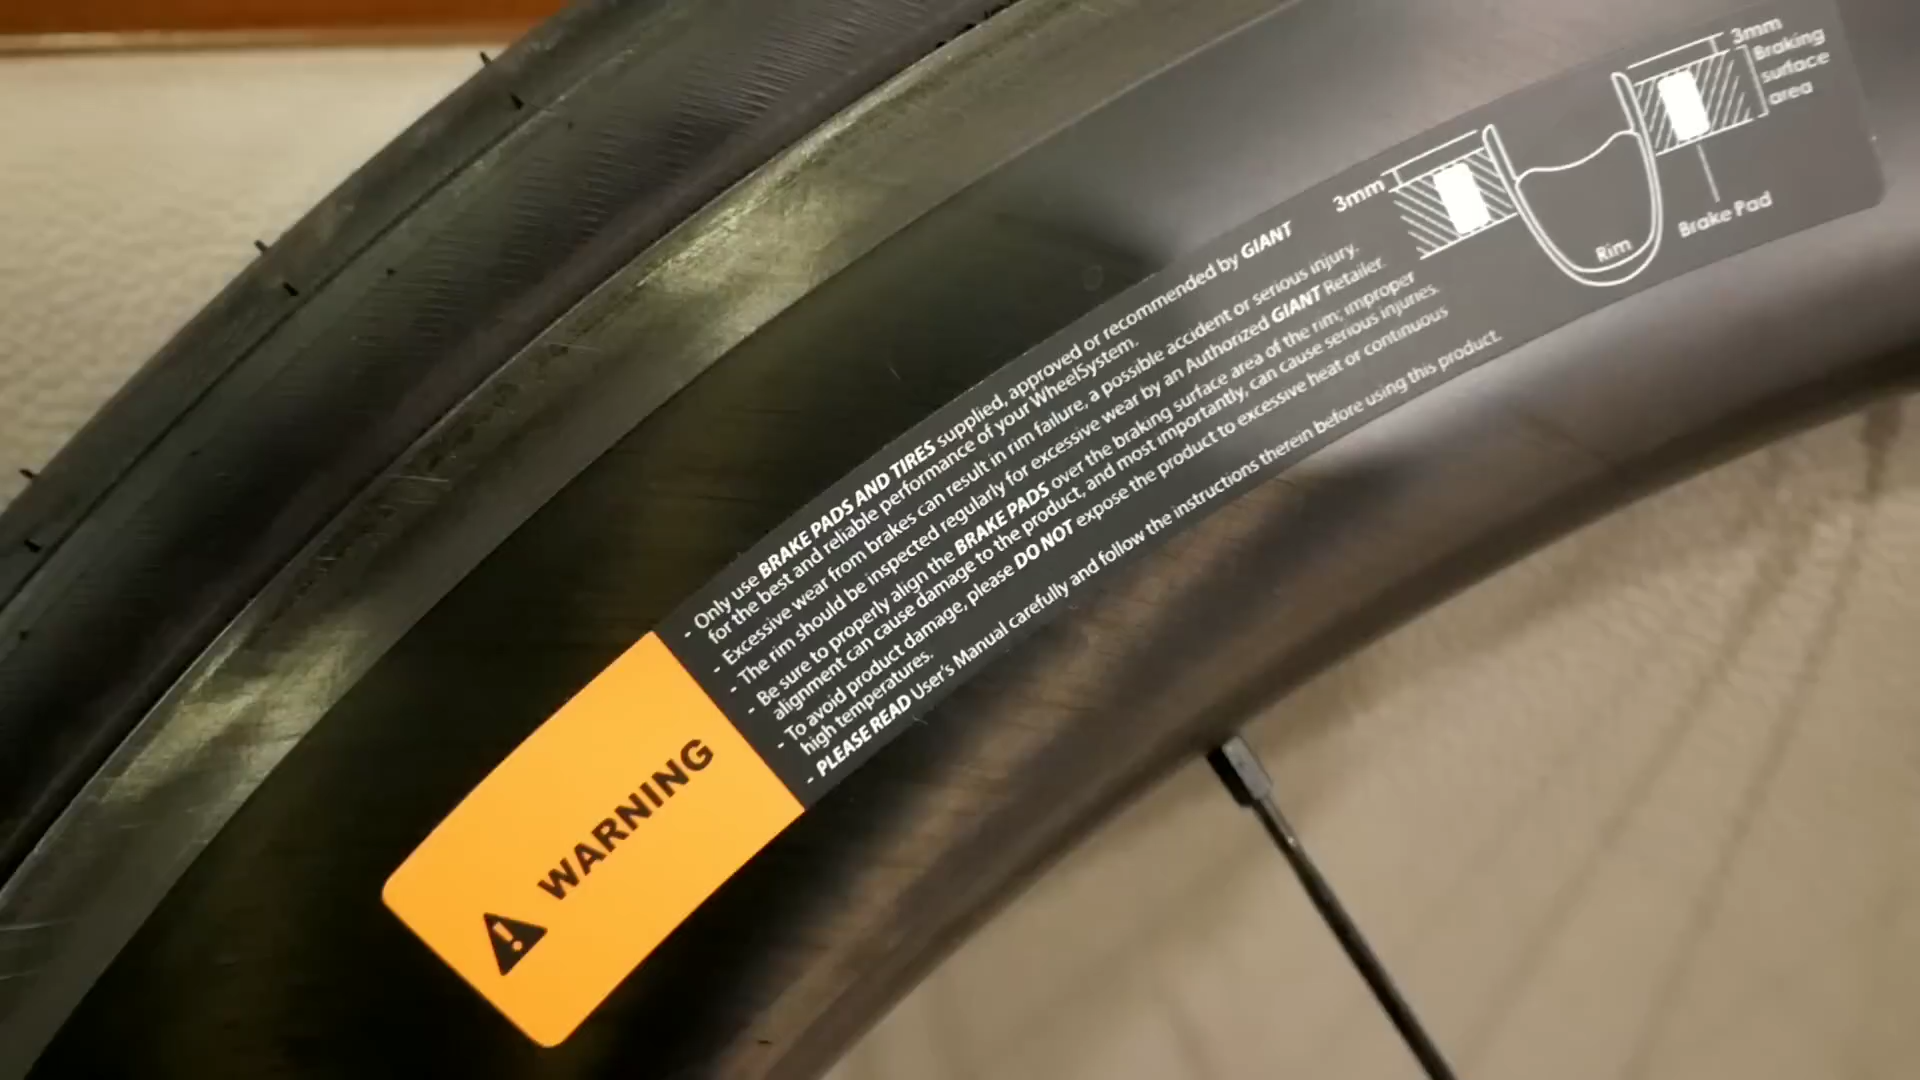 WARNING
- Only use BRAKE PADS AND TIRES supplied, approved or recommended by GIANT
for the best and reliable performance of your WheelSystem.
- Excessive wear from brakes can result in rim failure, a possible accident or serious injury.
- The rim should be inspected regularly for excessive wear by an Authorized GIANT Retailer.
- Be sure to properly align the BRAKE PADS over the braking surface area of the rim; improper
alignment can cause damage to the product, and most importantly, can cause serious injuries.
- To avoid product damage, please DO NOT expose the product to excessive heat or continuous
high temperatures.
- PLEASE READ User's Manual carefully and follow the instructions therein before using this product.
3mm
Rim
3mm
Braking
surface
area
Brake Pad